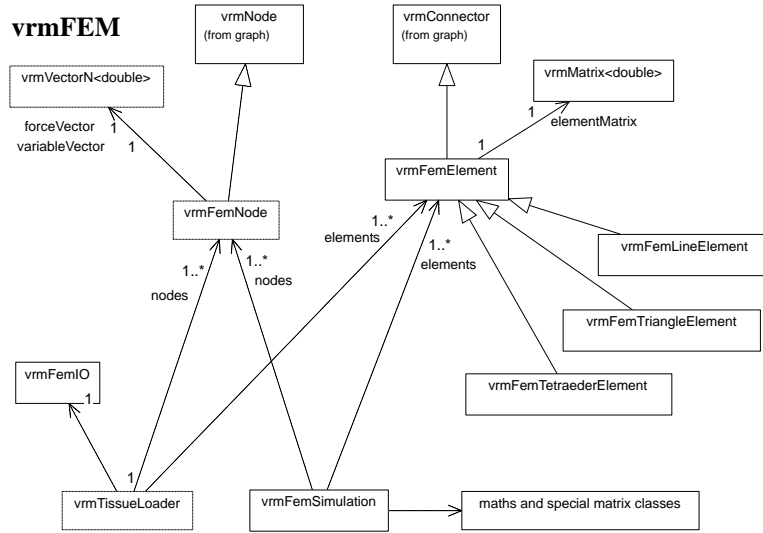 vrmFEM
vrmNode
(from graph)
vrmConnector
(from graph)
vrmVectorN<double>
vrmMatrix<double>
forceVector
1
variableVector
1
1
elementMatrix
1
vrmFemElement
vrmFemNode
1..*
elements
1..*
elements
vrmFemLineElement
1..*
nodes
1..*
nodes
vrmFemTriangleElement
vrmFemIO
1
vrmFemTetraederElement
1
vrmTissueLoader
vrmFemSimulation
maths and special matrix classes